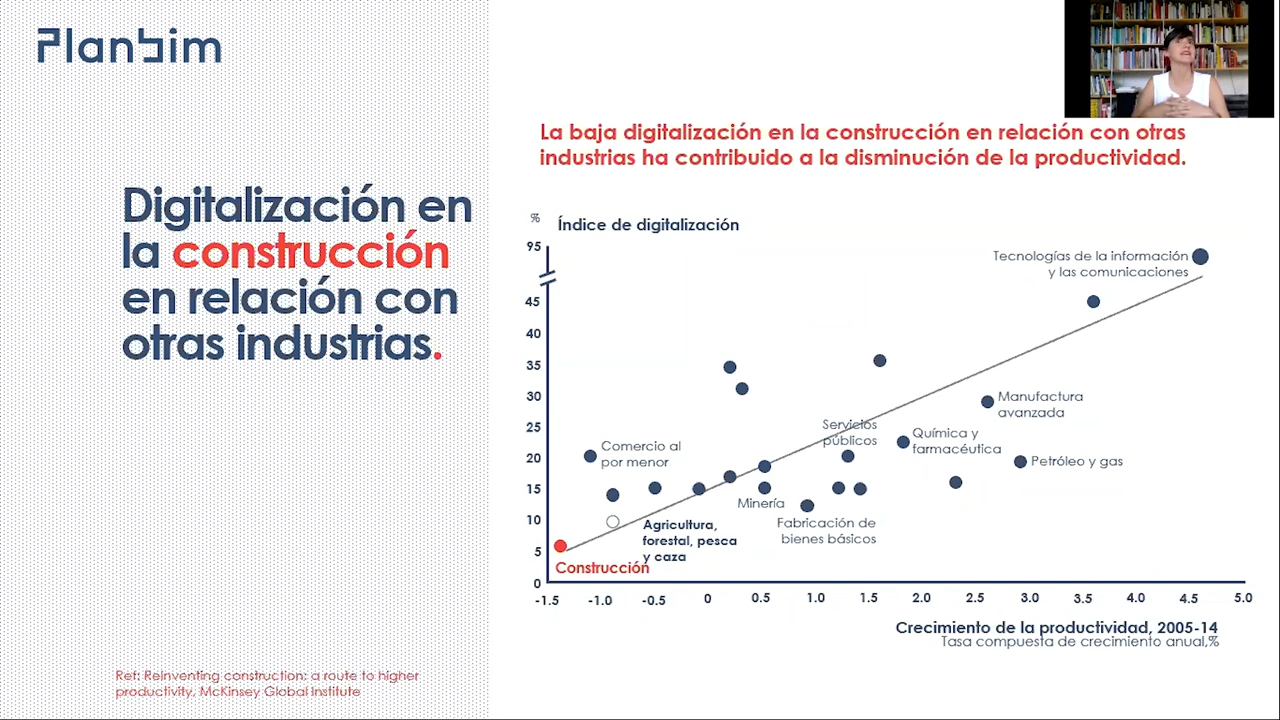 PlanBim
Digitalización en
la construcción
en relación con
otras industrias.
Ret: Reinventing construction: a route to higher
productivity, McKinsey Global Institute
La baja digitalización en la construcción en relación con otras
industrias ha contribuido a la disminución de la productividad.
%
Índice de digitalización
95
45
40
35
30
25
20
15
10
5
0
Tecnologías de la información
y las comunicaciones
Manufactura
avanzada
Servicios
públicos
Química y
farmacéutica
Comercio al
por menor
Petróleo y gas
Minería
Fabricación de
bienes básicos
Agricultura,
forestal, pesca
y caza
Construcción
-1.5 -1.0 -0.5 0 0.5 1.0 1.5 2.0 2.5 3.0 3.5 4.0 4.5 5.0
Crecimiento de la productividad, 2005-14
Tasa compuesta de crecimiento anual,%